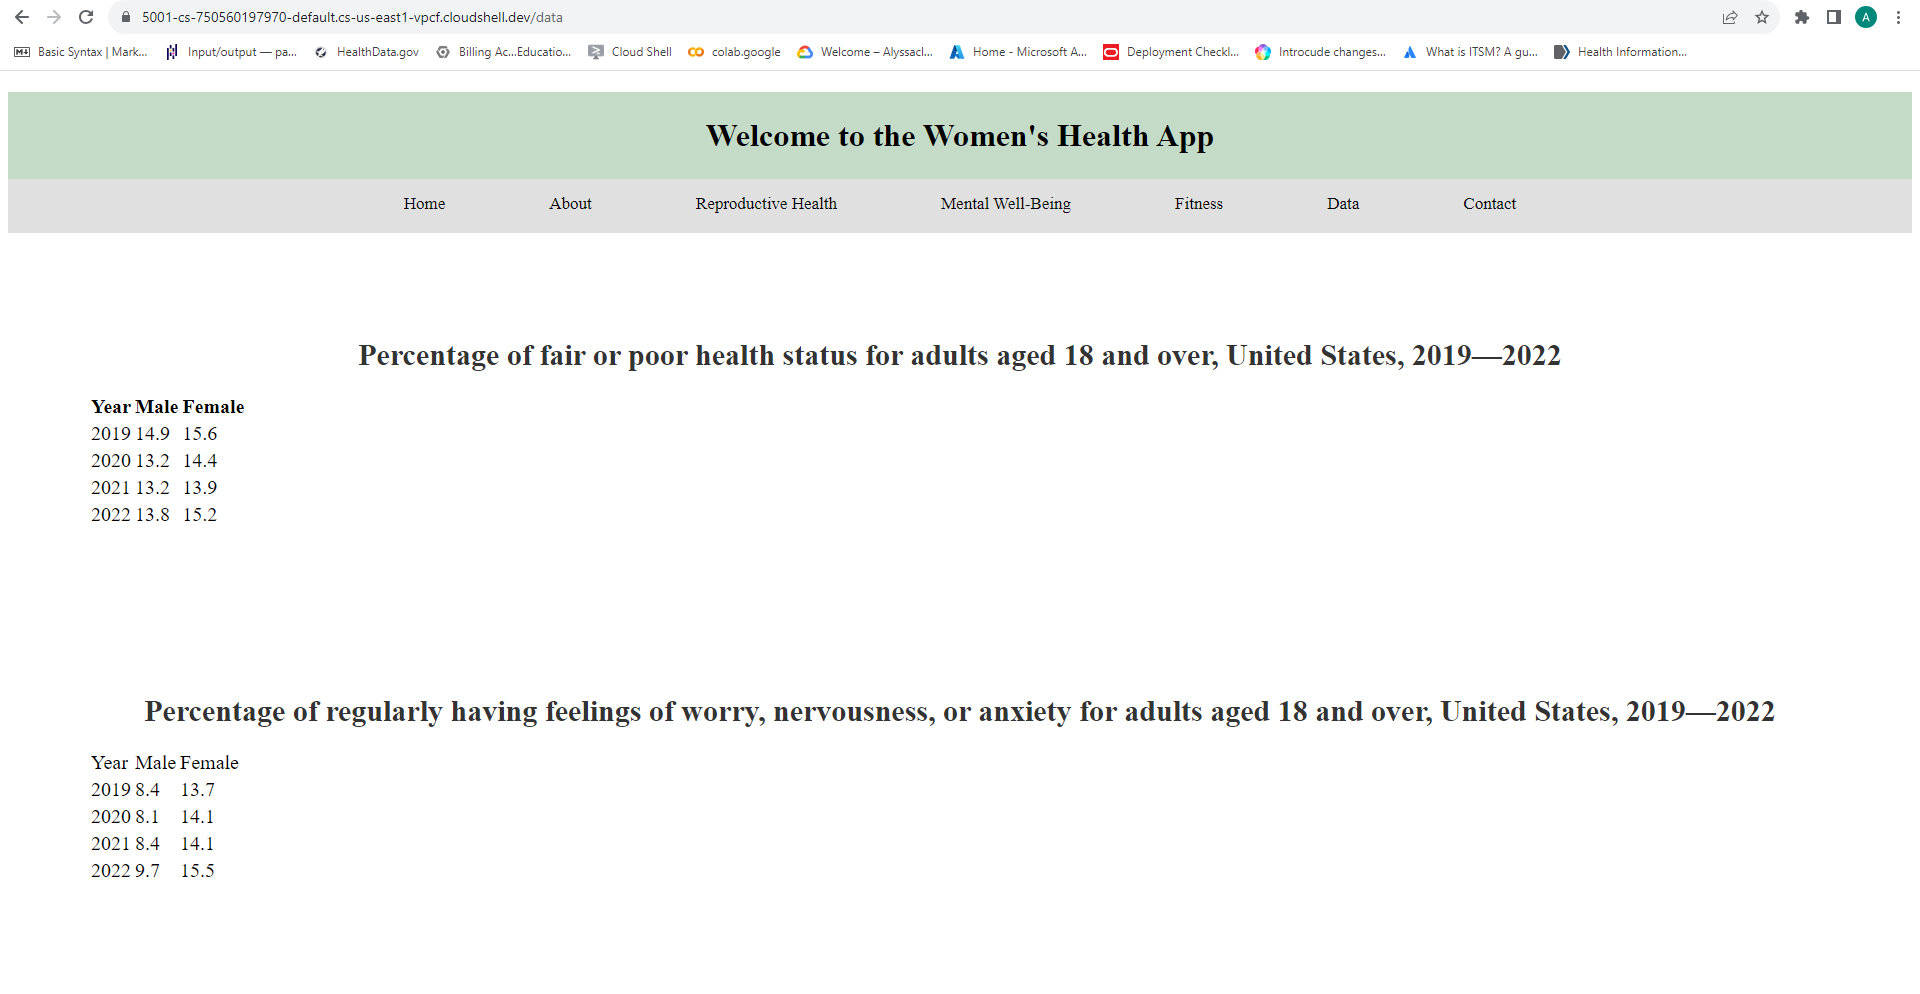 5001-cs-750560197970-default.cs-us-east1-vpcf.cloudshell.dev/data A
M↓ Basic Syntax | Mark... Input/output — pa... HealthData.gov Billing Ac...Educatio... Cloud Shell colab.google Welcome – Alyssacl... Home - Microsoft A... Deployment Checkl... Introcude changes... What is ITSM? A gu... Health Information...
Welcome to the Women's Health App
Home About Reproductive Health Mental Well-Being Fitness Data Contact
Percentage of fair or poor health status for adults aged 18 and over, United States, 2019—2022
Year Male Female
2019 14.9 15.6
2020 13.2 14.4
2021 13.2 13.9
2022 13.8 15.2
Percentage of regularly having feelings of worry, nervousness, or anxiety for adults aged 18 and over, United States, 2019—2022
Year Male Female
2019 8.4 13.7
2020 8.1 14.1
2021 8.4 14.1
2022 9.7 15.5